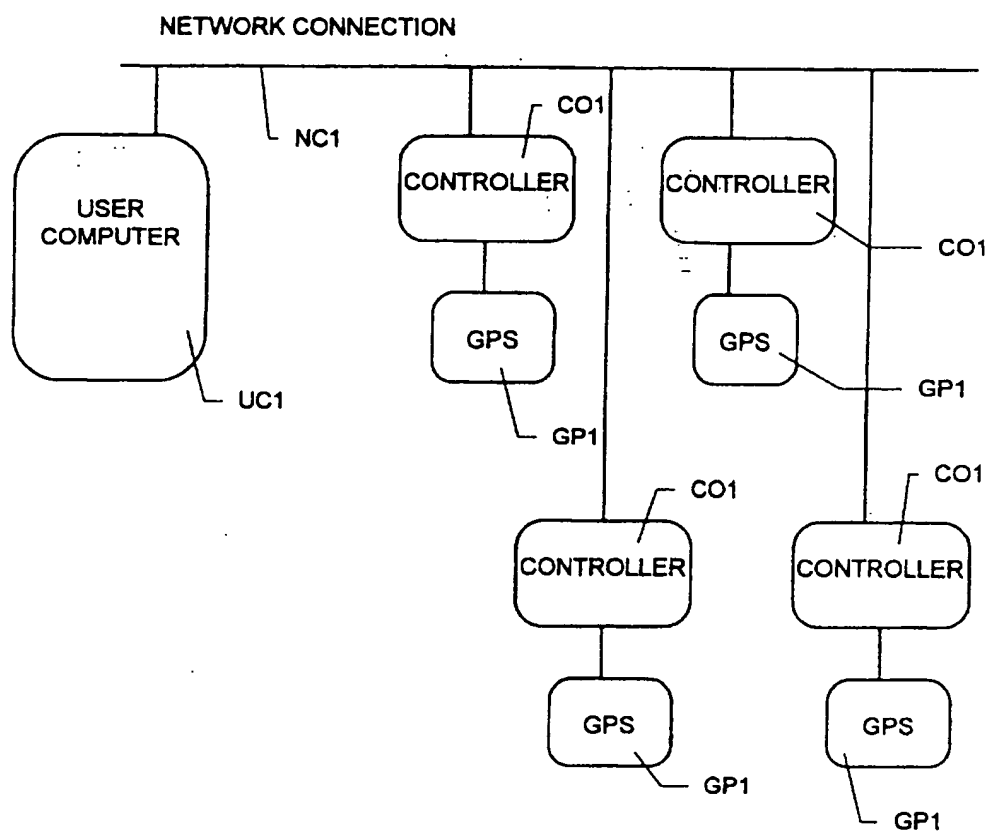 NETWORK CONNECTION
NC1
CO1
CONTROLLER
CONTROLLER
USER
COMPUTER
CO1
GPS
GPS
UC1
GP1
GP1
CO1
CO1
CONTROLLER
CONTROLLER
GPS
GPS
GP1
GP1